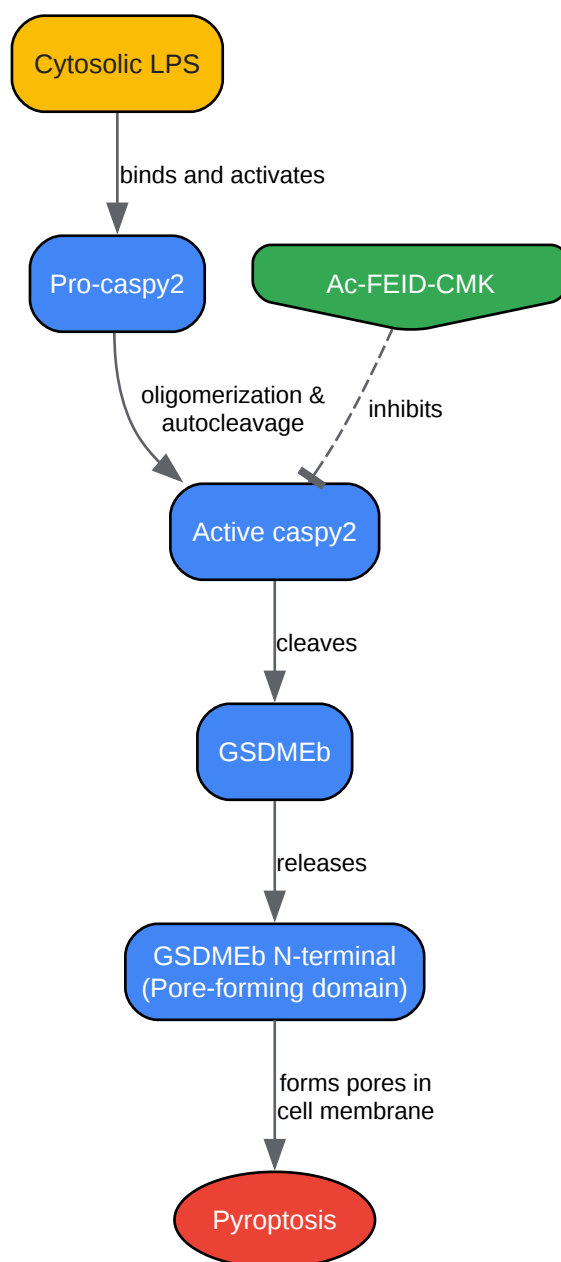 Cytosolic LPS
binds and activates
Pro-caspy2
Ac-FEID-CMK
oligomerization &
autocleavage
inhibits
Active caspy2
cleaves
GSDMEb
releases
GSDMEb N-terminal
(Pore-forming domain)
forms pores in
cell membrane
Pyroptosis